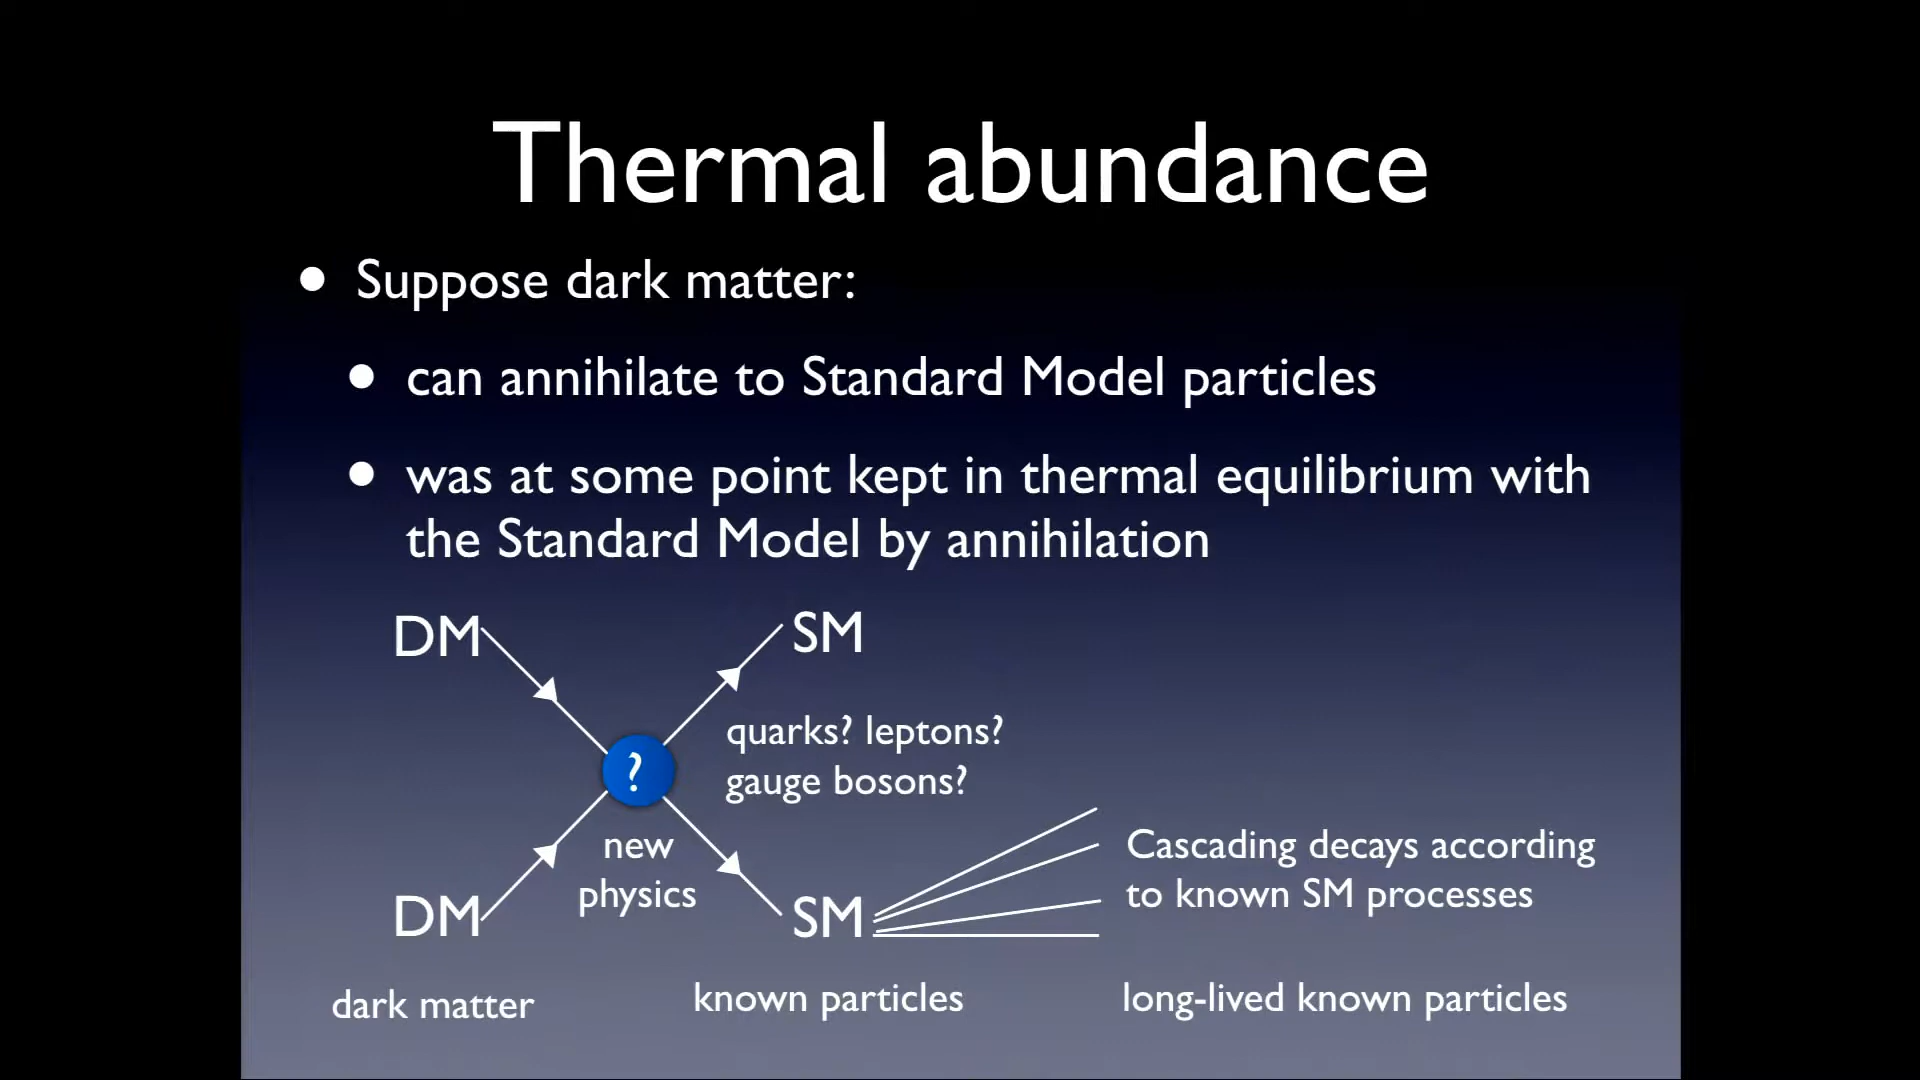 Thermal abundance
• Suppose dark matter:
• can annihilate to Standard Model particles
• was at some point kept in thermal equilibrium with
the Standard Model by annihilation
DM
SM
quarks? leptons?
gauge bosons?
?
new
physics
Cascading decays according
to known SM processes
DM
SM
dark matter
known particles
long-lived known particles